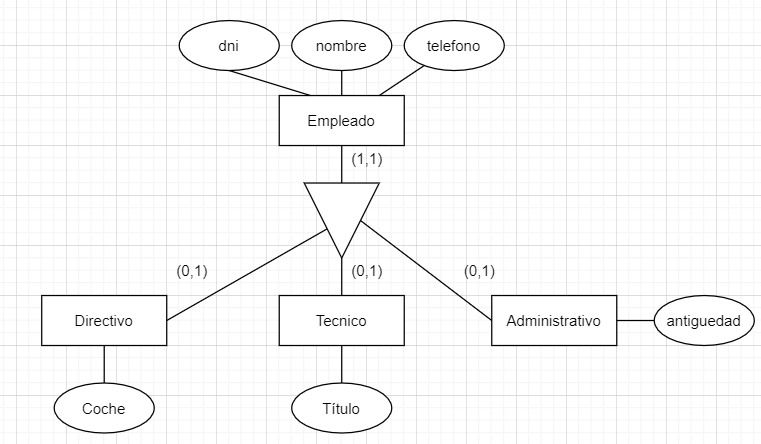 dni
nombre
telefono
Empleado
(1,1)
(0,1)
(0,1)
(0,1)
Directivo
Tecnico
Administrativo
antiguedad
Coche
Título